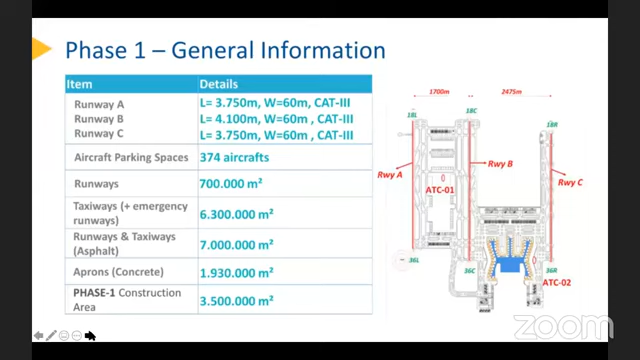 Phase 1 – General Information
Item Details
Runway A L= 3.750m, W=60m, CAT-III
Runway B L= 4.100m, W=60m , CAT-III
Runway C L= 3.750m, W=60m , CAT-III
Aircraft Parking Spaces 374 aircrafts
Runways 700.000 m²
Taxiways (+ emergency
runways) 6.300.000 m²
Runways & Taxiways
(Asphalt) 7.000.000 m²
Aprons (Concrete) 1.930.000 m²
PHASE-1 Construction
Area 3.500.000 m²
1700m 2475m
18L 18C 18R
Rwy A Rwy B Rwy C
ATC-01
36L 36C 36R
ATC-02
zoom